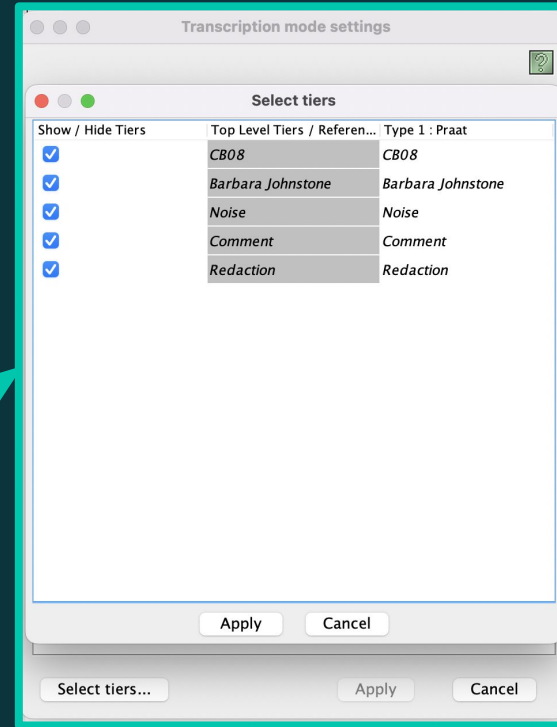 Transcription mode settings
?
Select tiers
Show / Hide Tiers Top Level Tiers / Referen... Type 1 : Praat
CB08 CB08
Barbara Johnstone Barbara Johnstone
Noise Noise
Comment Comment
Redaction Redaction
Apply Cancel
Select tiers... Apply Cancel